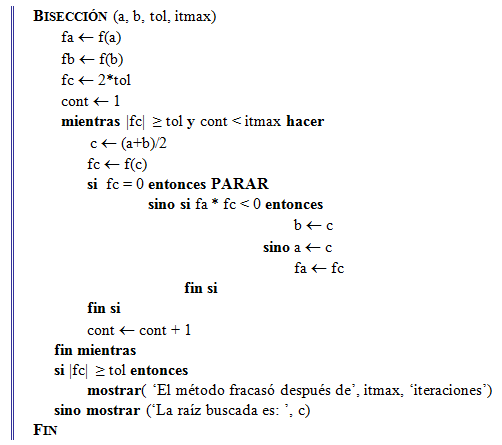 BISECCIÓN (a, b, tol, itmax)
fa ← f(a)
fb ← f(b)
fc ← 2*tol
cont ← 1
mientras |fc| ≥ tol y cont < itmax hacer
c ← (a+b)/2
fc ← f(c)
si fc = 0 entonces PARAR
sino si fa * fc < 0 entonces
b ← c
sino a ← c
fa ← fc
fin si
fin si
cont ← cont + 1
fin mientras
si |fc| ≥ tol entonces
mostrar( ‘El método fracasó después de’, itmax, ‘iteraciones’)
sino mostrar (‘La raíz buscada es: ’, c)
FIN